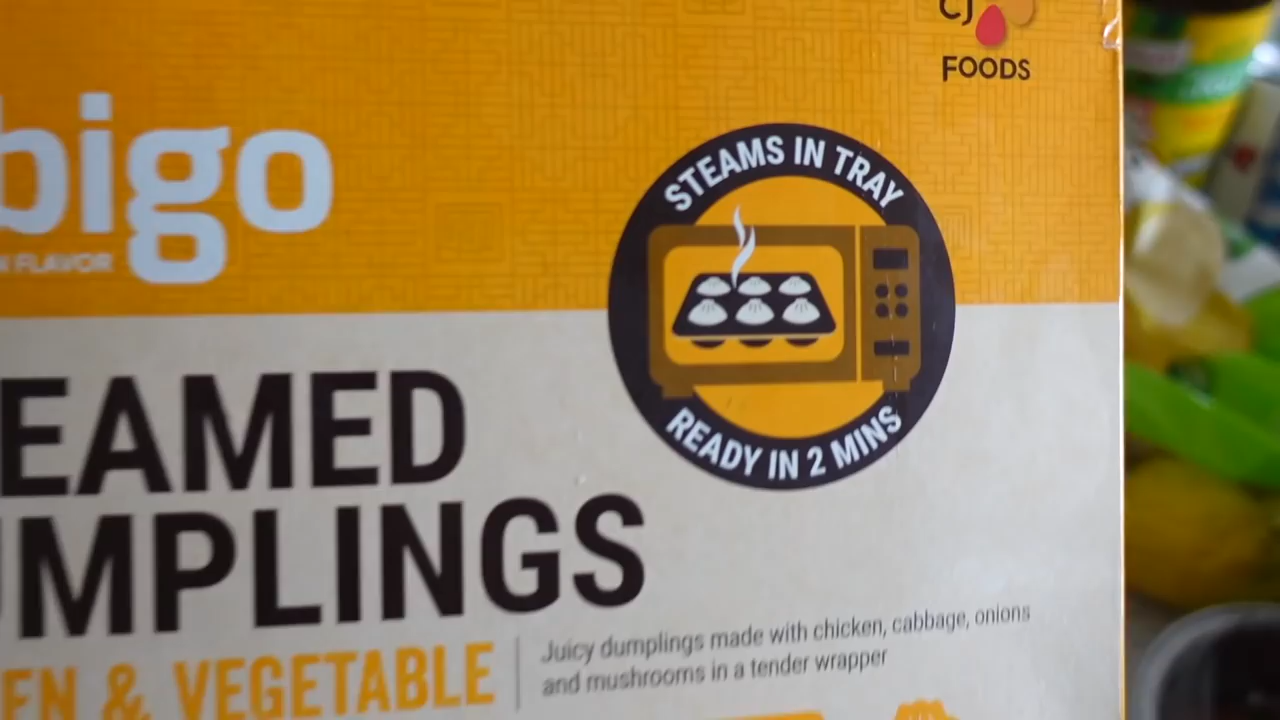 CJ
FOODS
bigo
FLAVOR
STEAMS IN TRAY
READY IN 2 MINS
EAMED
UMPLINGS
EN & VEGETABLE
Juicy dumplings made with chicken, cabbage, onions
and mushrooms in a tender wrapper